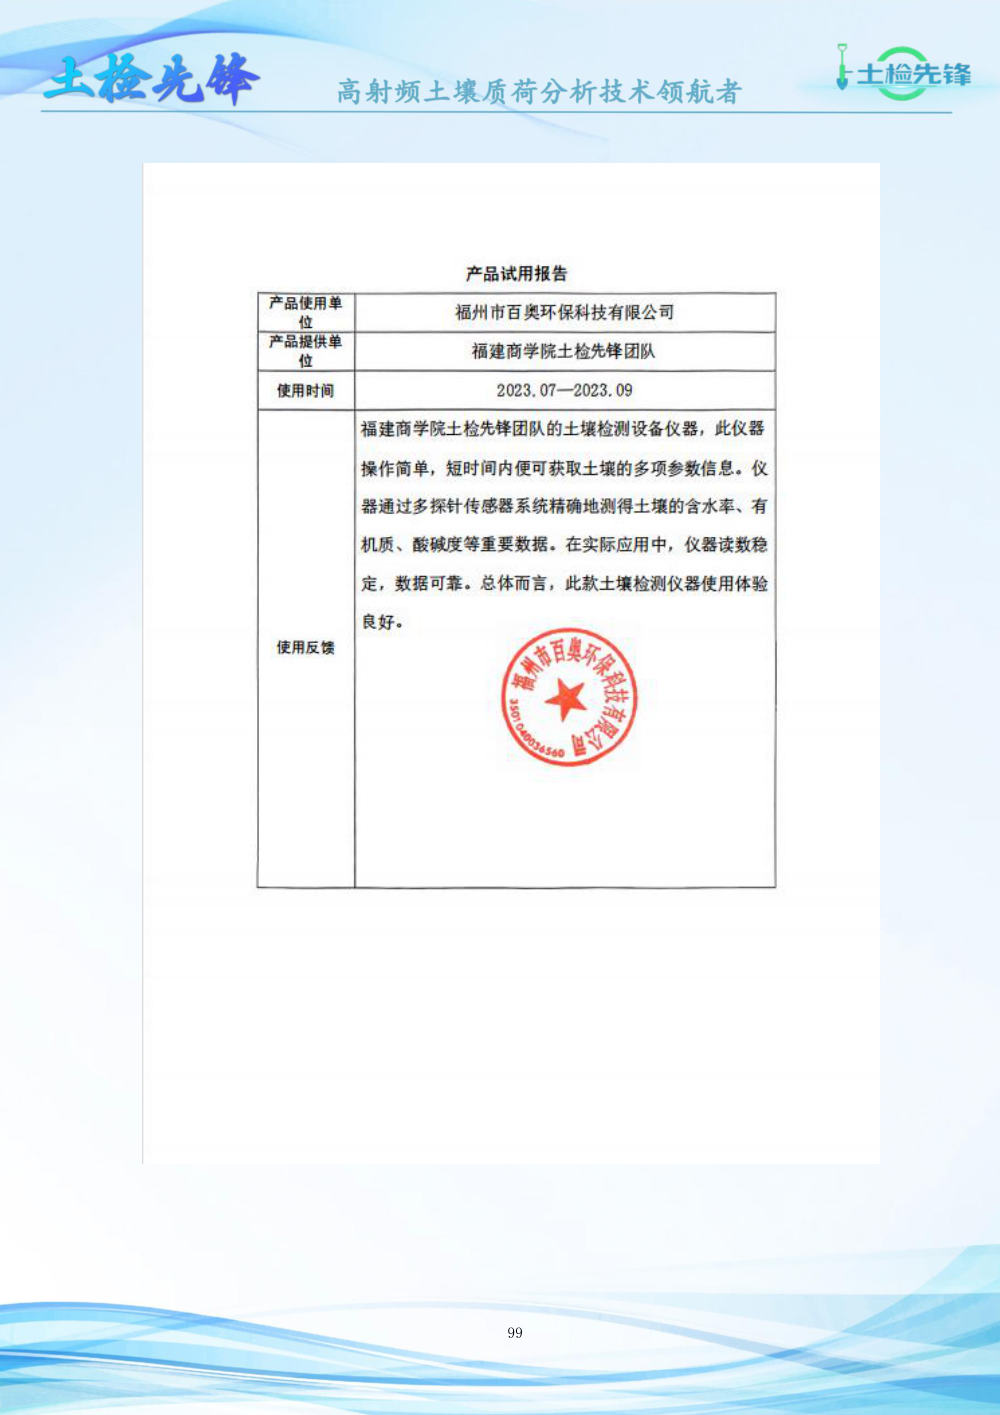 土检先锋
高射频土壤质荷分析技术领航者
土检先锋
产品试用报告
产品使用单
位
福州市百奥环保科技有限公司
产品提供单
位
福建商学院土检先锋团队
使用时间
2023.07—2023.09
使用反馈
福建商学院土检先锋团队的土壤检测设备仪器，此仪器
操作简单，短时间内便可获取土壤的多项参数信息。仪
器通过多探针传感器系统精确地测得土壤的含水率、有
机质、酸碱度等重要数据。在实际应用中，仪器读数稳
定，数据可靠。总体而言，此款土壤检测仪器使用体验
良好。
福州市百奥环保科技有限公司
3501040036560
99